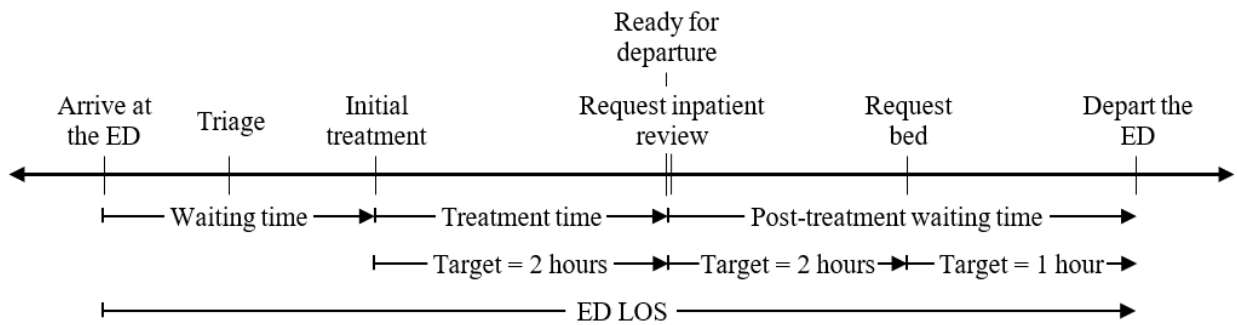 Ready for
departure
Arrive at
the ED
Triage
Initial
treatment
Request inpatient
review
Request
bed
Depart the
ED
Waiting time
Treatment time
Post-treatment waiting time
Target = 2 hours
Target = 2 hours
Target = 1 hour
ED LOS